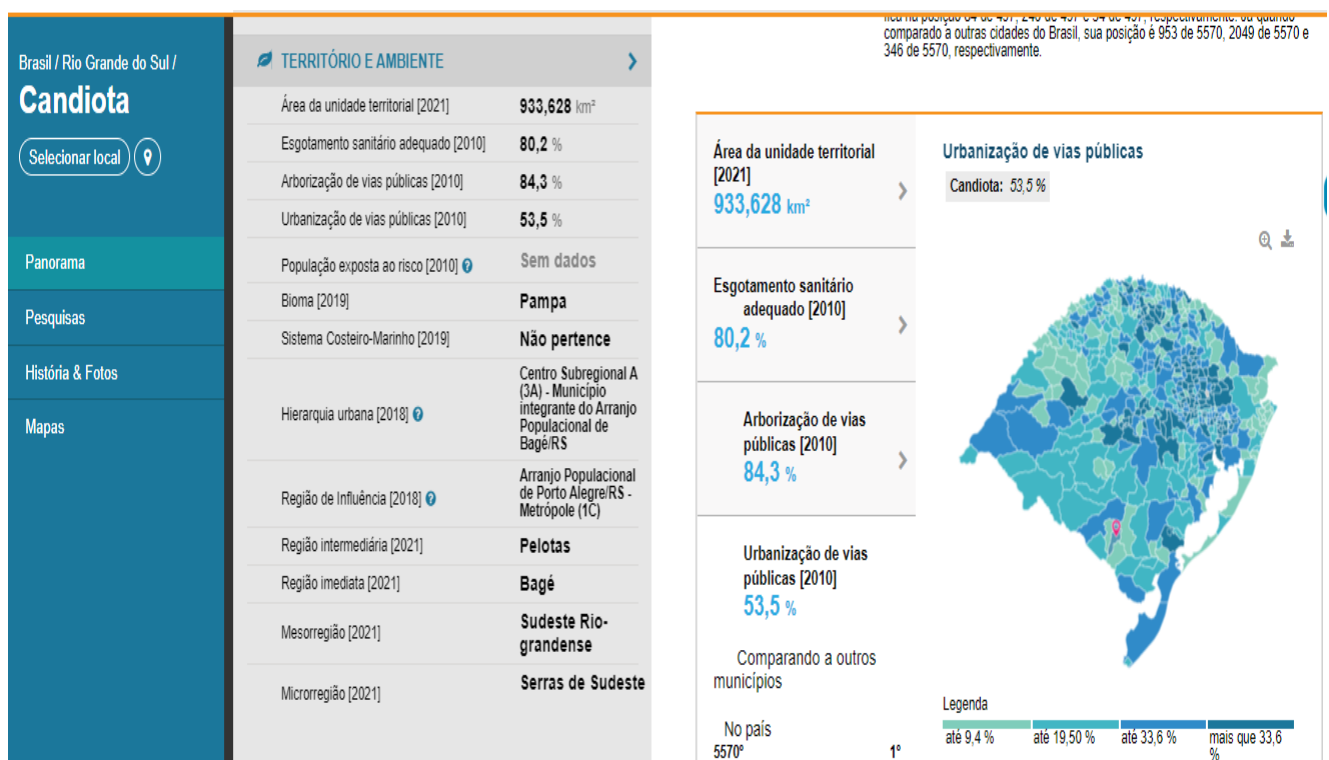 Brasil / Rio Grande do Sul /
Candiota
Selecionar local
Panorama
Pesquisas
História & Fotos
Mapas
TERRITÓRIO E AMBIENTE
Área da unidade territorial [2021] 933,628 km²
Esgotamento sanitário adequado [2010] 80,2 %
Arborização de vias públicas [2010] 84,3 %
Urbanização de vias públicas [2010] 53,5 %
População exposta ao risco [2010] ? Sem dados
Bioma [2019] Pampa
Sistema Costeiro-Marinho [2019] Não pertence
Hierarquia urbana [2018] ? Centro Subregional A
(3A) - Município
integrante do Arranjo
Populacional de
Bagé/RS
Região de Influência [2018] ? Arranjo Populacional
de Porto Alegre/RS -
Metrópole (1C)
Região intermediária [2021] Pelotas
Região imediata [2021] Bagé
Mesorregião [2021] Sudeste Rio-
grandense
Microrregião [2021] Serras de Sudeste
comparado a outras cidades do Brasil, sua posição é 953 de 5570, 2049 de 5570 e
346 de 5570, respectivamente.
Área da unidade territorial
[2021]
933,628 km²
Esgotamento sanitário
adequado [2010]
80,2 %
Arborização de vias
públicas [2010]
84,3 %
Urbanização de vias
públicas [2010]
53,5 %
Comparando a outros
municípios
No país
5570º 1º
Urbanização de vias públicas
Candiota: 53,5 %
Legenda
até 9,4 % até 19,50 % até 33,6 % mais que 33,6
%